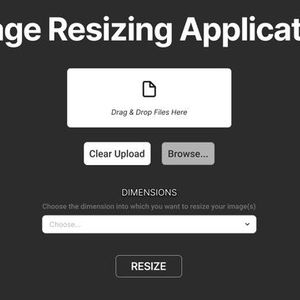 age Resizing Applicat
Drag & Drop Files Here
Clear Upload
Browse...
DIMENSIONS
Choose the dimension into which you want to resize your image(s)
Choose...
RESIZE